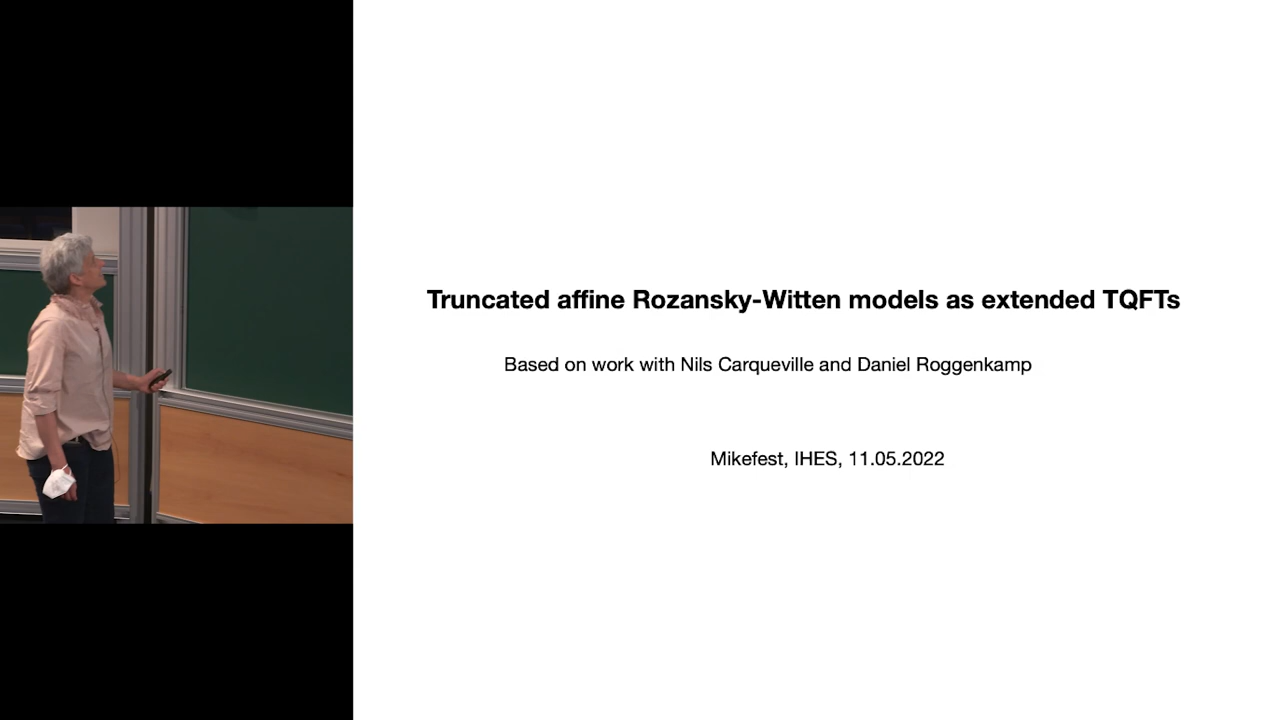 Truncated affine Rozansky-Witten models as extended TQFTs
Based on work with Nils Carqueville and Daniel Roggenkamp
Mikefest, IHES, 11.05.2022